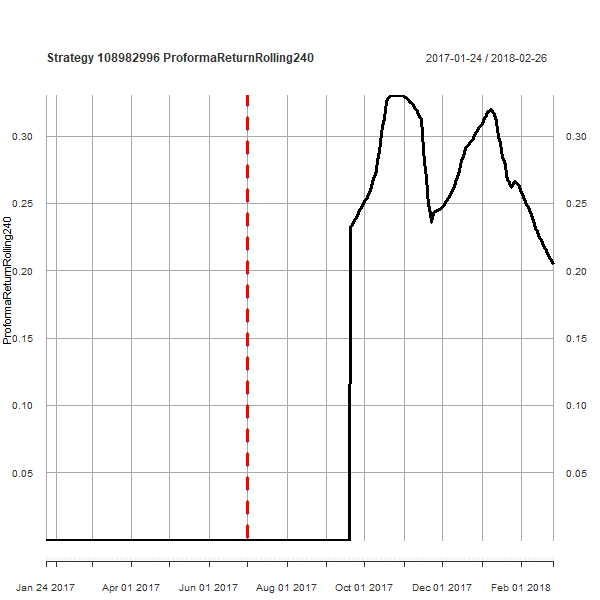 Strategy 108982996 ProformaReturnRolling240
2017-01-24 / 2018-02-26
ProformaReturnRolling240
0.30 0.30
0.25 0.25
0.20 0.20
0.15 0.15
0.10 0.10
0.05 0.05
Jan 24 2017 Apr 01 2017 Jun 01 2017 Aug 01 2017 Oct 01 2017 Dec 01 2017 Feb 01 2018